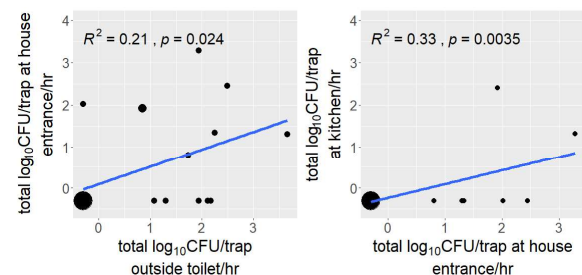 4
3
2
1
0
R² = 0.21 , p = 0.024
total log₁₀CFU/trap at house
entrance/hr
0 1 2 3
total log₁₀CFU/trap
outside toilet/hr
4
3
2
1
0
R² = 0.33 , p = 0.0035
total log₁₀CFU/trap
at kitchen/hr
0 1 2 3
total log₁₀CFU/trap at house
entrance/hr